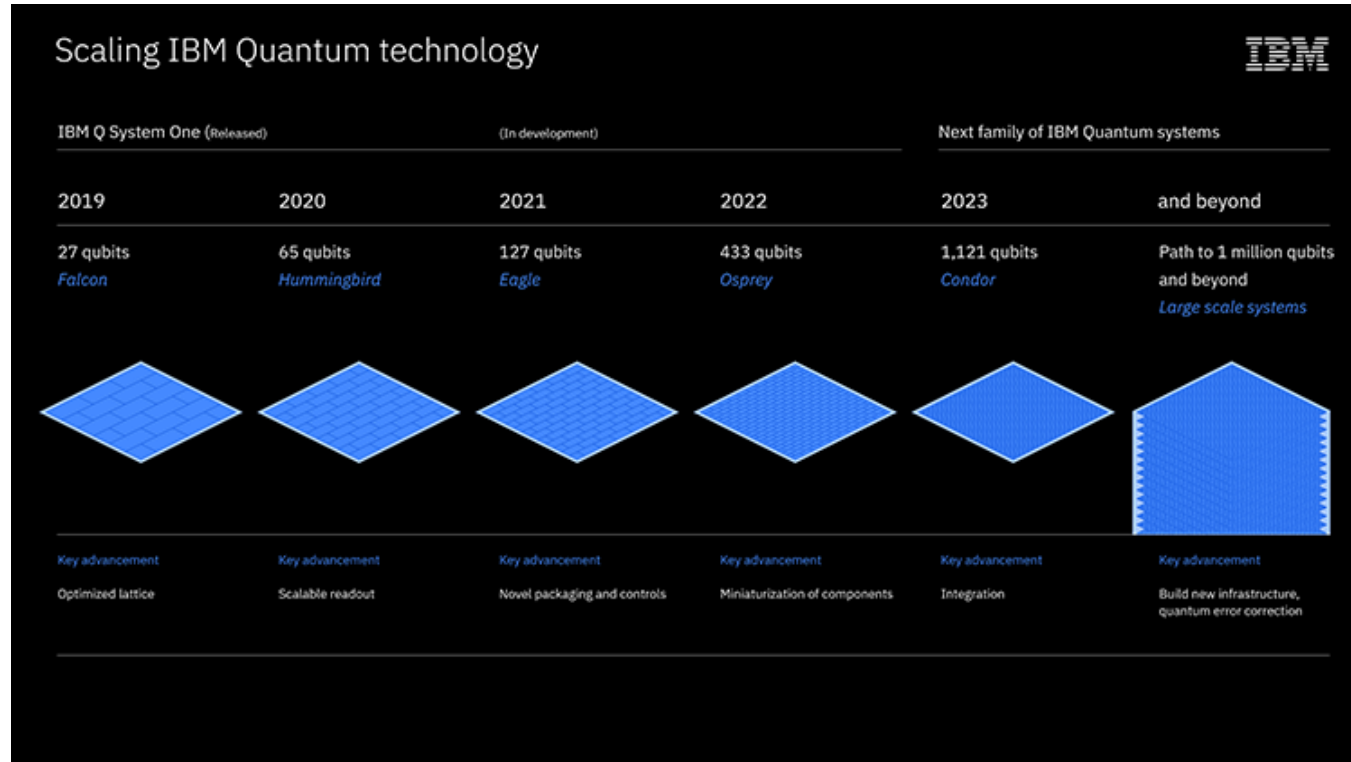 Scaling IBM Quantum technology
IBM
IBM Q System One (Released)
(In development)
Next family of IBM Quantum systems
2019
2020
2021
2022
2023
and beyond
27 qubits
Falcon
65 qubits
Hummingbird
127 qubits
Eagle
433 qubits
Osprey
1,121 qubits
Condor
Path to 1 million qubits
and beyond
Large scale systems
Key advancement
Optimized lattice
Key advancement
Scalable readout
Key advancement
Novel packaging and controls
Key advancement
Miniaturization of components
Key advancement
Integration
Key advancement
Build new infrastructure,
quantum error correction